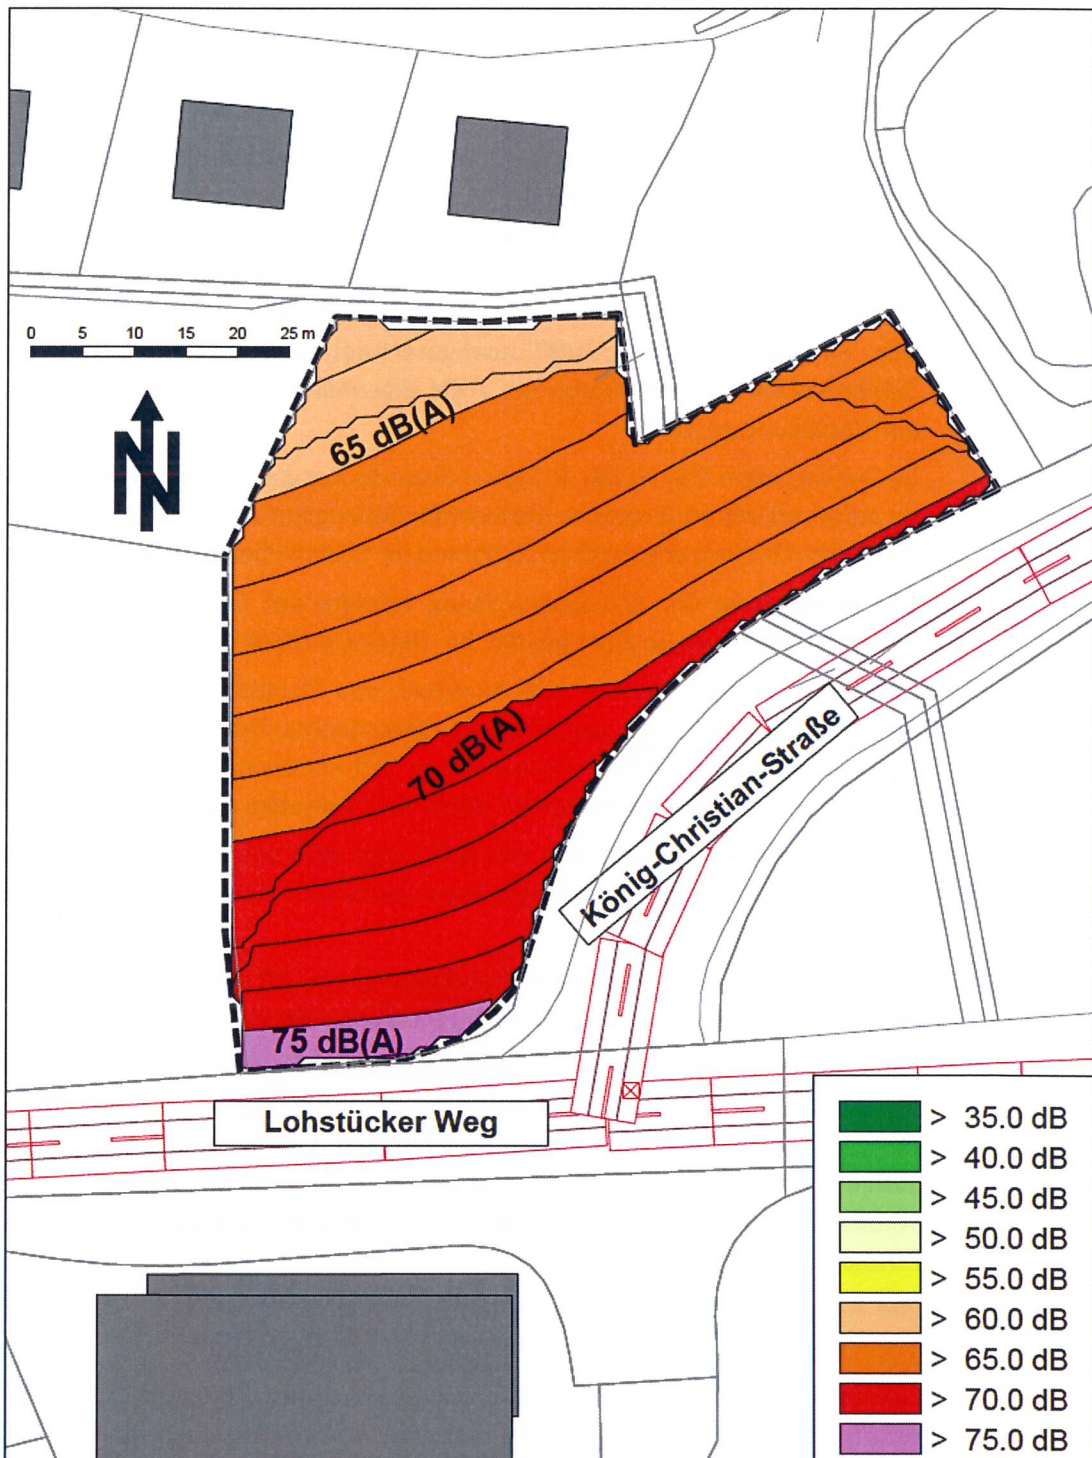 0 5 10 15 20 25 m
N
65 dB(A)
70 dB(A)
König-Christian-Straße
75 dB(A)
Lohstücker Weg
> 35.0 dB
> 40.0 dB
> 45.0 dB
> 50.0 dB
> 55.0 dB
> 60.0 dB
> 65.0 dB
> 70.0 dB
> 75.0 dB